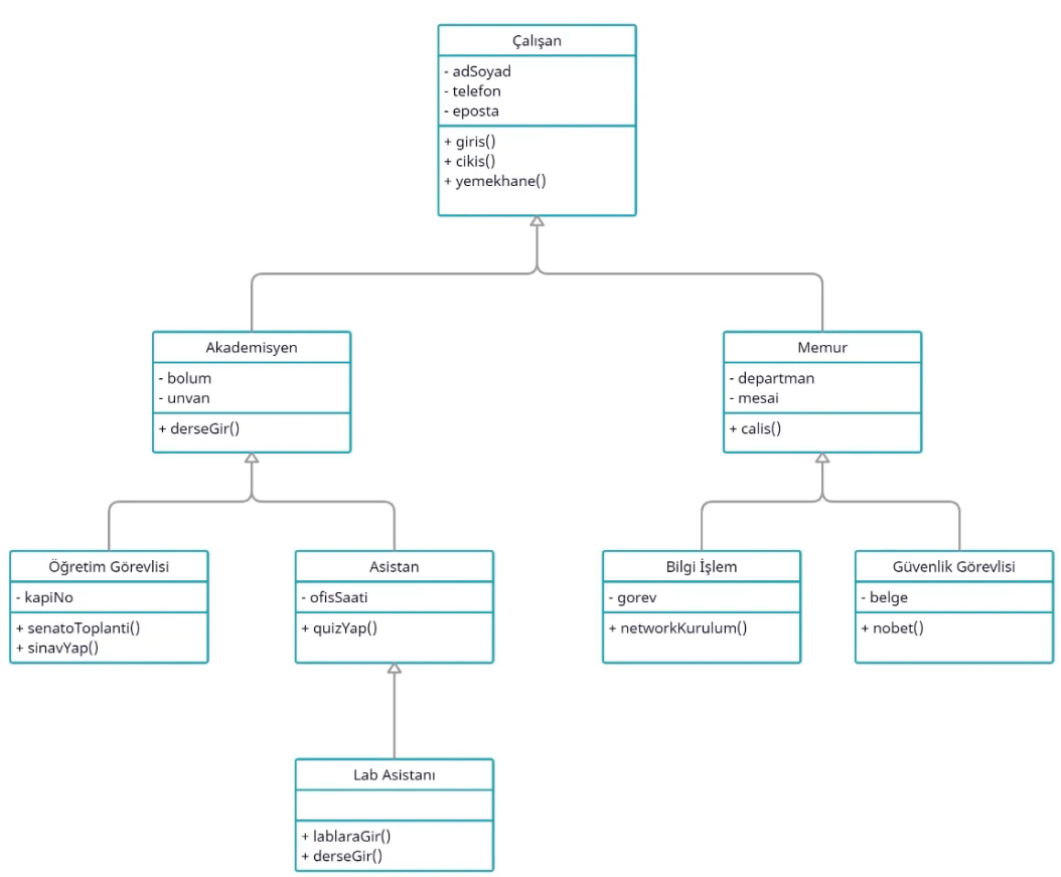 Çalışan
- adSoyad
- telefon
- eposta
+ giris()
+ cikis()
+ yemekhane()
Akademisyen
- bolum
- unvan
+ derseGir()
Memur
- departman
- mesai
+ calis()
Öğretim Görevlisi
- kapiNo
+ senatoToplanti()
+ sinavYap()
Asistan
- ofisSaati
+ quizYap()
Bilgi İşlem
- gorev
+ networkKurulum()
Güvenlik Görevlisi
- belge
+ nobet()
Lab Asistanı
+ lablaraGir()
+ derseGir()